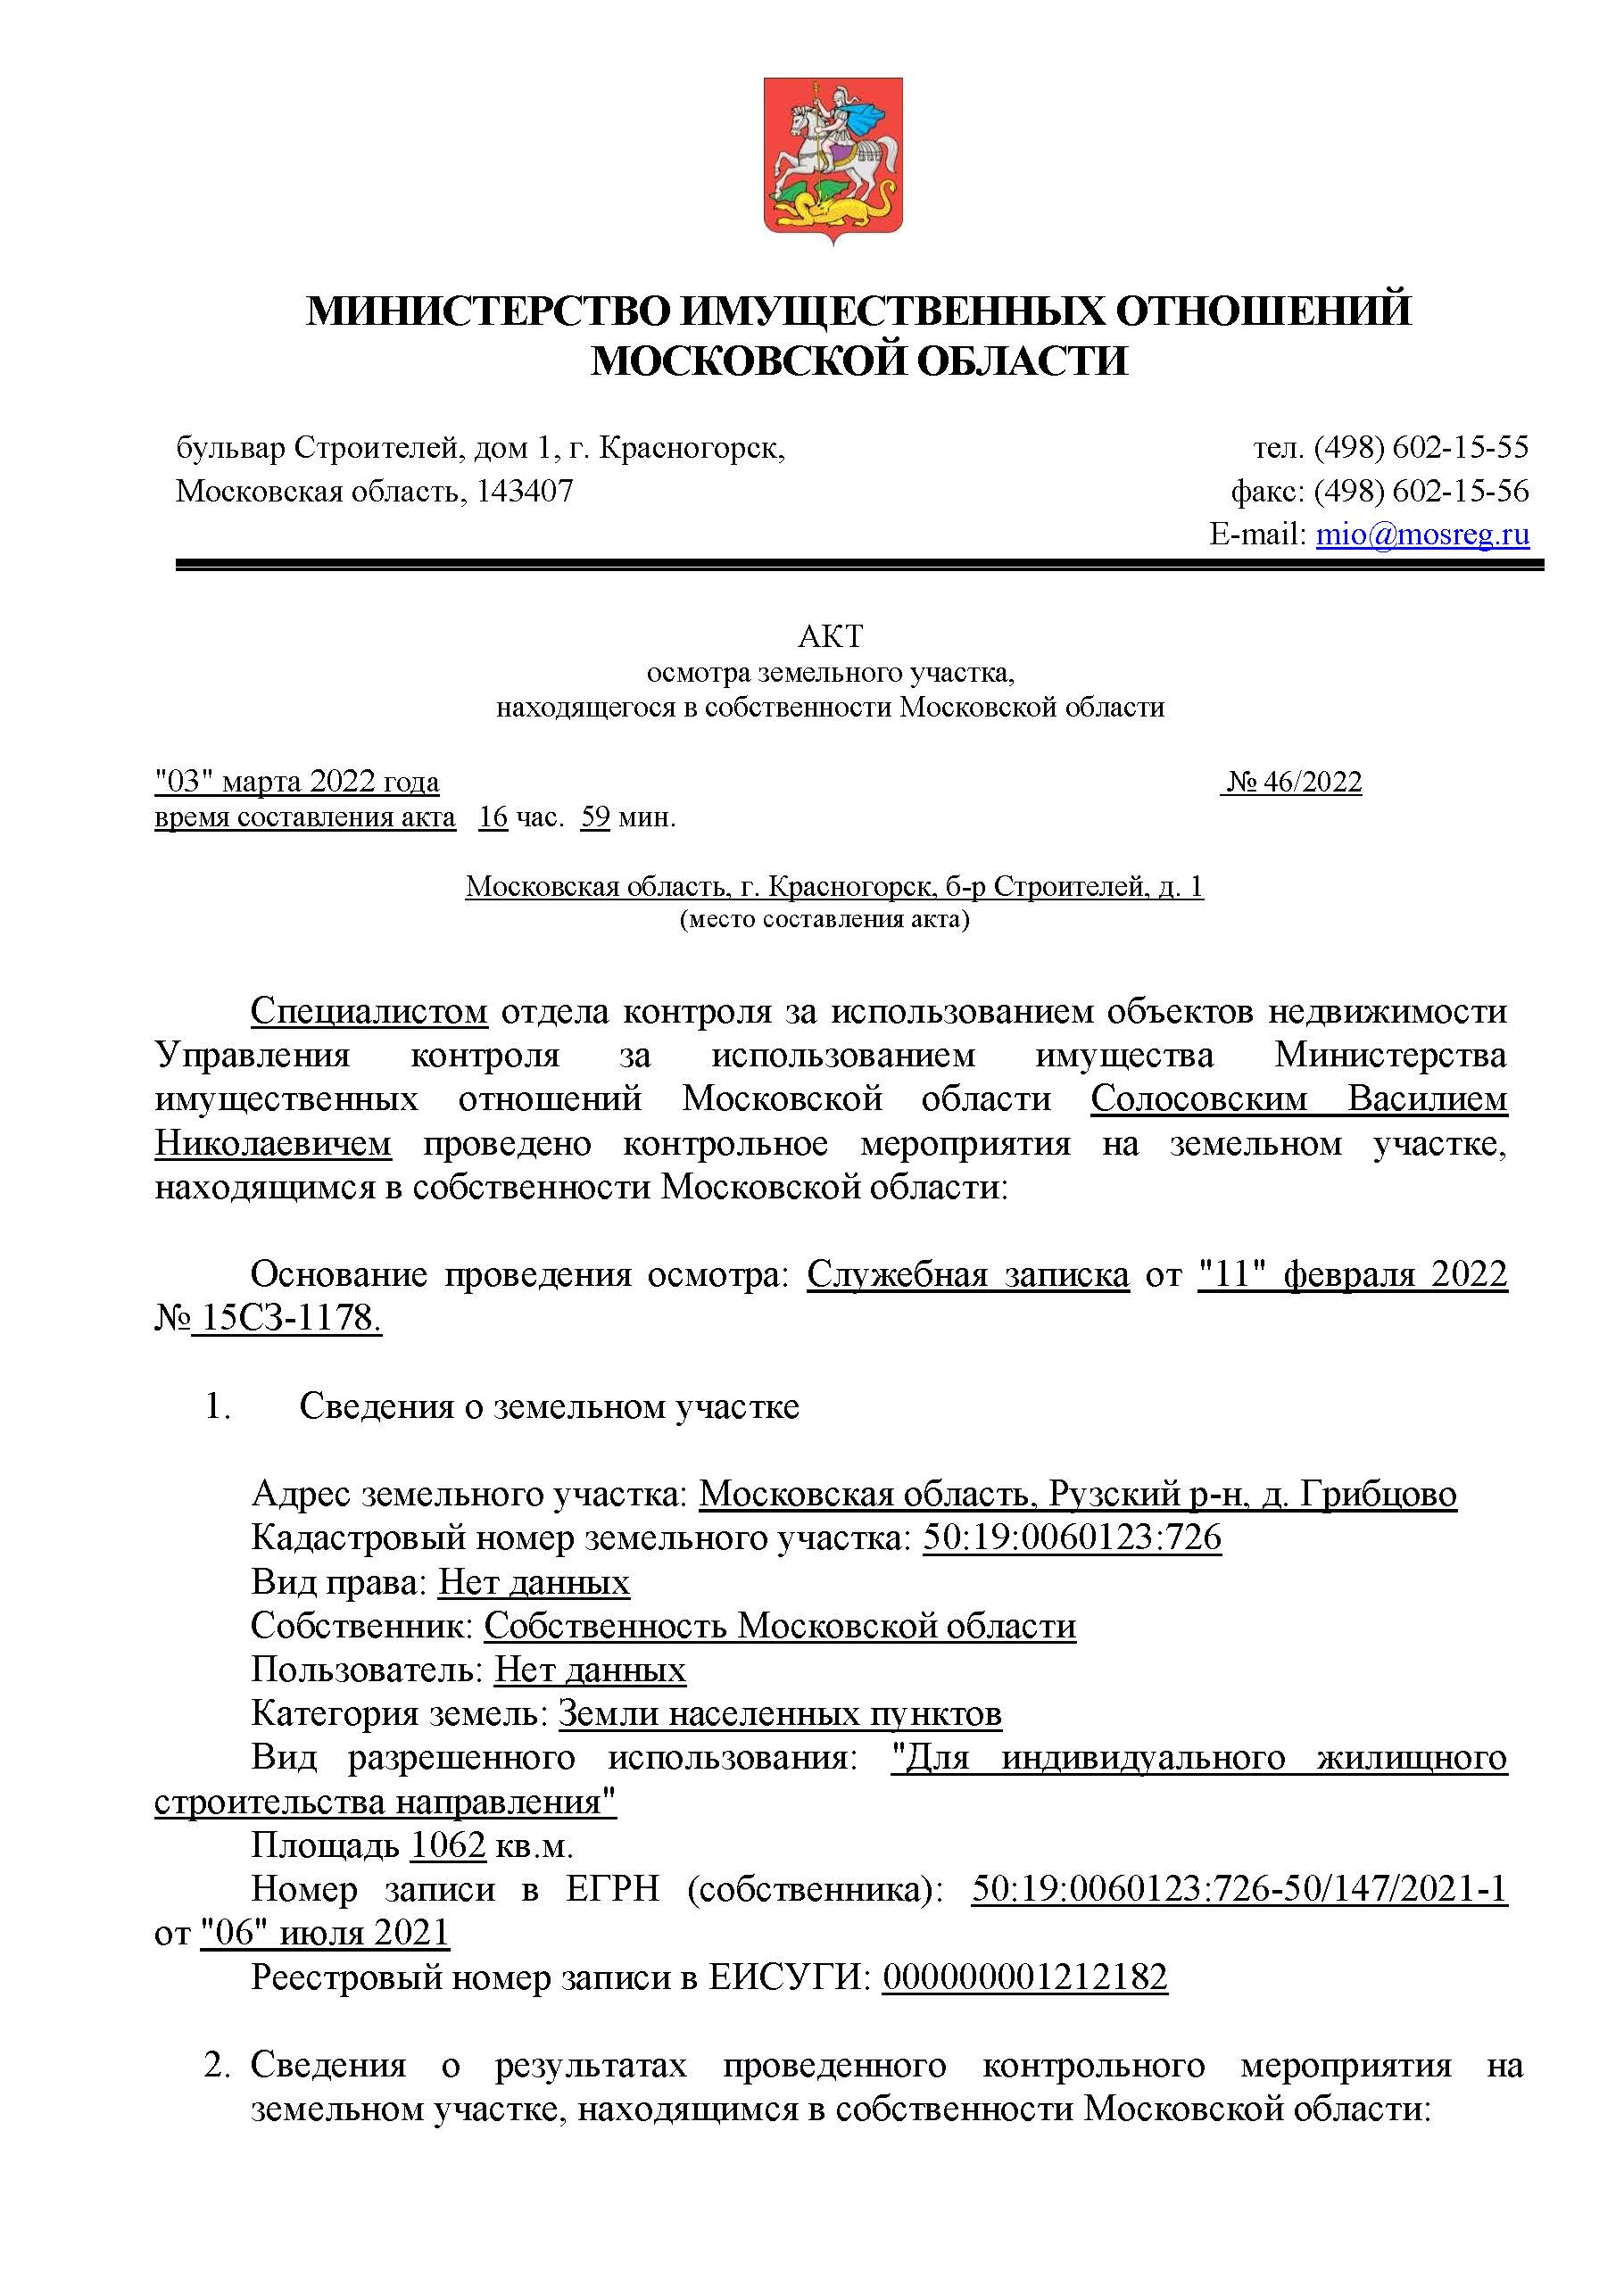 МИНИСТЕРСТВО ИМУЩЕСТВЕННЫХ ОТНОШЕНИЙ
МОСКОВСКОЙ ОБЛАСТИ
бульвар Строителей, дом 1, г. Красногорск,
Московская область, 143407
тел. (498) 602-15-55
факс: (498) 602-15-56
E-mail: mio@mosreg.ru
АКТ
осмотра земельного участка,
находящегося в собственности Московской области
"03" марта 2022 года № 46/2022
время составления акта 16 час. 59 мин.
Московская область, г. Красногорск, б-р Строителей, д. 1
(место составления акта)
Специалистом отдела контроля за использованием объектов недвижимости
Управления контроля за использованием имущества Министерства
имущественных отношений Московской области Солосовским Василием
Николаевичем проведено контрольное мероприятия на земельном участке,
находящимся в собственности Московской области:
Основание проведения осмотра: Служебная записка от "11" февраля 2022
№ 15СЗ-1178.
1. Сведения о земельном участке
Адрес земельного участка: Московская область, Рузский р-н, д. Грибцово
Кадастровый номер земельного участка: 50:19:0060123:726
Вид права: Нет данных
Собственник: Собственность Московской области
Пользователь: Нет данных
Категория земель: Земли населенных пунктов
Вид разрешенного использования: "Для индивидуального жилищного
строительства направления"
Площадь 1062 кв.м.
Номер записи в ЕГРН (собственника): 50:19:0060123:726-50/147/2021-1
от "06" июля 2021
Реестровый номер записи в ЕИСУГИ: 000000001212182
2. Сведения о результатах проведенного контрольного мероприятия на
земельном участке, находящимся в собственности Московской области: